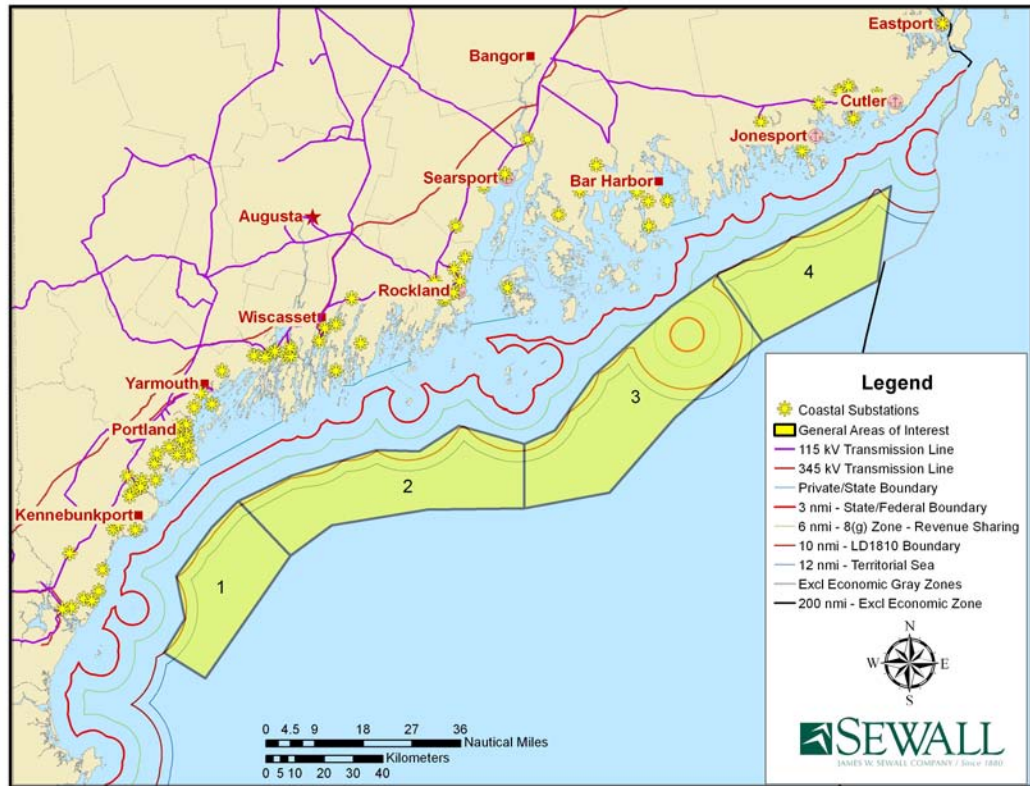 Eastport
Bangor
Cutler
Jonesport
Searsport
Bar Harbor
Augusta
4
Rockland
Wiscasset
Yarmouth
3
Portland
2
Kennebunkport
1
Legend
Coastal Substations
General Areas of Interest
115 kV Transmission Line
345 kV Transmission Line
Private/State Boundary
3 nmi - State/Federal Boundary
6 nmi - 8(g) Zone - Revenue Sharing
10 nmi - LD1810 Boundary
12 nmi - Territorial Sea
Excl Economic Gray Zones
200 nmi - Excl Economic Zone
N
W E
S
0 4.5 9 18 27 36
Nautical Miles
Kilometers
0 5 10 20 30 40
SEWALL
JAMES W. SEWALL COMPANY / Since 1880